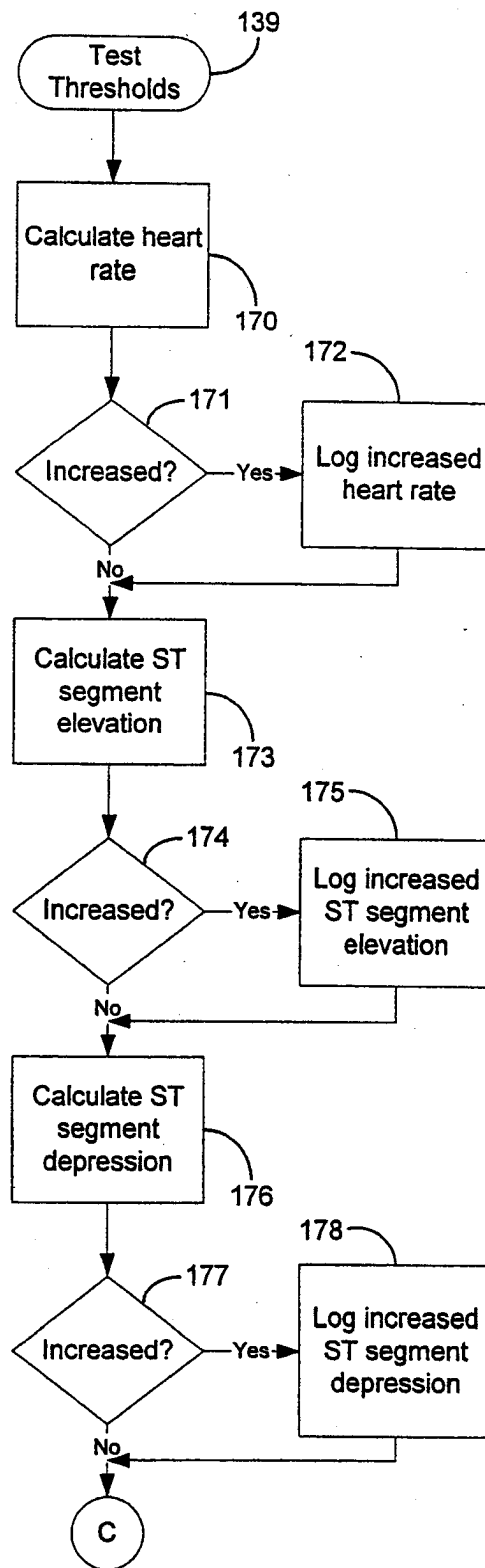 139
Test
Thresholds
Calculate heart
rate
170
171
172
Increased?
Yes
Log increased
heart rate
No
Calculate ST
segment
elevation
173
174
175
Increased?
Yes
Log increased
ST segment
elevation
No
Calculate ST
segment
depression
176
177
178
Increased?
Yes
Log increased
ST segment
depression
No
C